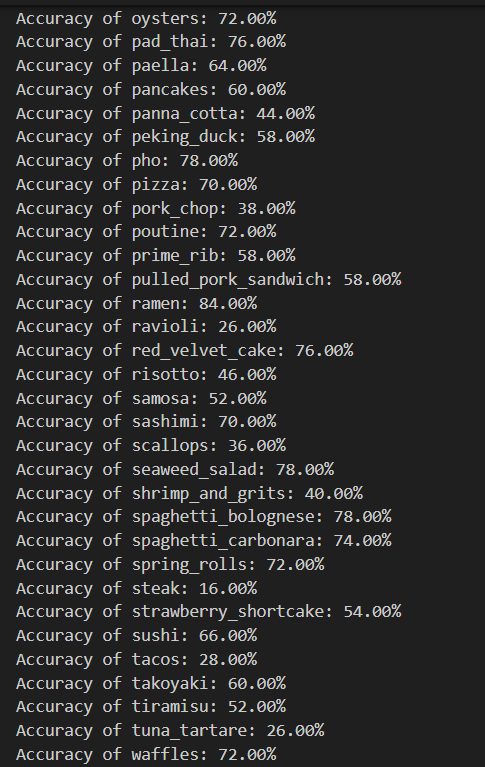 Accuracy of oysters: 72.00%
Accuracy of pad_thai: 76.00%
Accuracy of paella: 64.00%
Accuracy of pancakes: 60.00%
Accuracy of panna_cotta: 44.00%
Accuracy of peking_duck: 58.00%
Accuracy of pho: 78.00%
Accuracy of pizza: 70.00%
Accuracy of pork_chop: 38.00%
Accuracy of poutine: 72.00%
Accuracy of prime_rib: 58.00%
Accuracy of pulled_pork_sandwich: 58.00%
Accuracy of ramen: 84.00%
Accuracy of ravioli: 26.00%
Accuracy of red_velvet_cake: 76.00%
Accuracy of risotto: 46.00%
Accuracy of samosa: 52.00%
Accuracy of sashimi: 70.00%
Accuracy of scallops: 36.00%
Accuracy of seaweed_salad: 78.00%
Accuracy of shrimp_and_grits: 40.00%
Accuracy of spaghetti_bolognese: 78.00%
Accuracy of spaghetti_carbonara: 74.00%
Accuracy of spring_rolls: 72.00%
Accuracy of steak: 16.00%
Accuracy of strawberry_shortcake: 54.00%
Accuracy of sushi: 66.00%
Accuracy of tacos: 28.00%
Accuracy of takoyaki: 60.00%
Accuracy of tiramisu: 52.00%
Accuracy of tuna_tartare: 26.00%
Accuracy of waffles: 72.00%